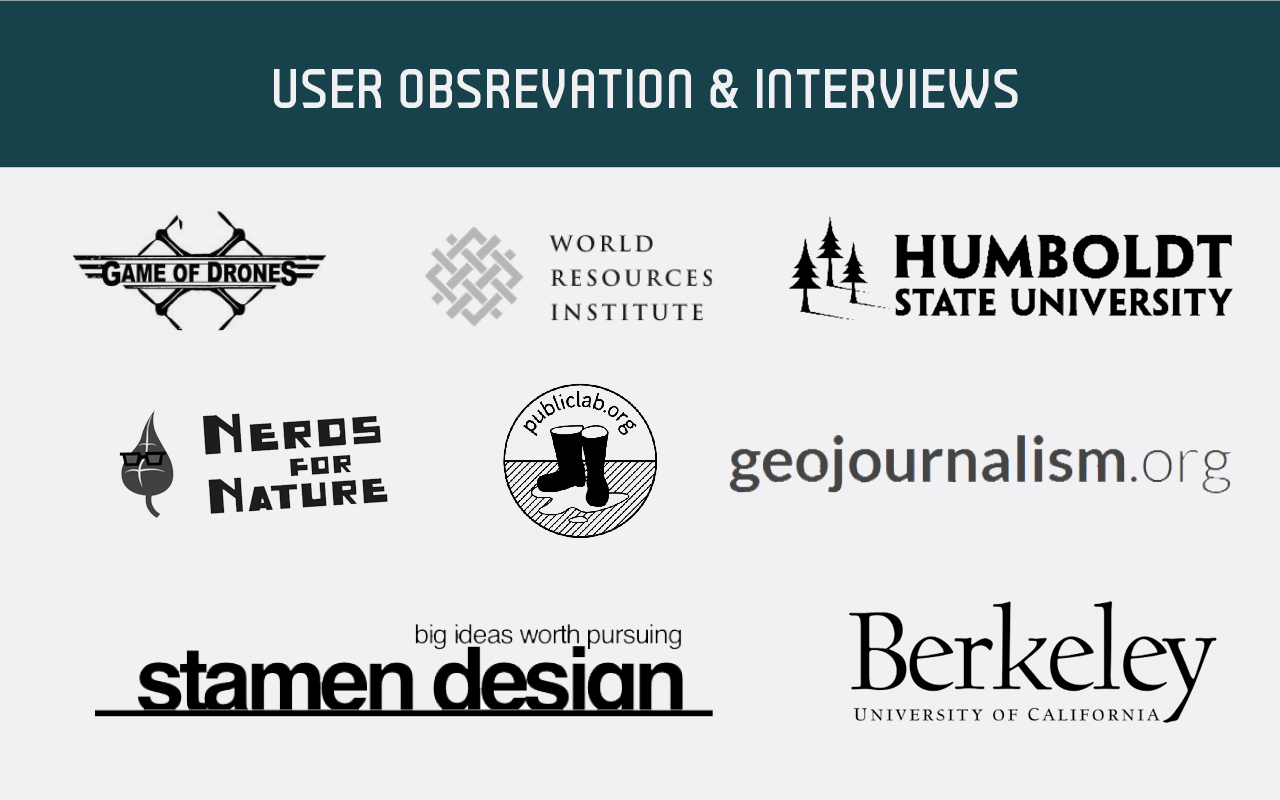 USER OBSREVATION & INTERVIEWS
GAME OF DRONES
WORLD
RESOURCES
INSTITUTE
HUMBOLDT
STATE UNIVERSITY
NERDS
FOR
NATURE
publiclab.org
geojournalism.org
big ideas worth pursuing
stamen design
Berkeley
UNIVERSITY OF CALIFORNIA